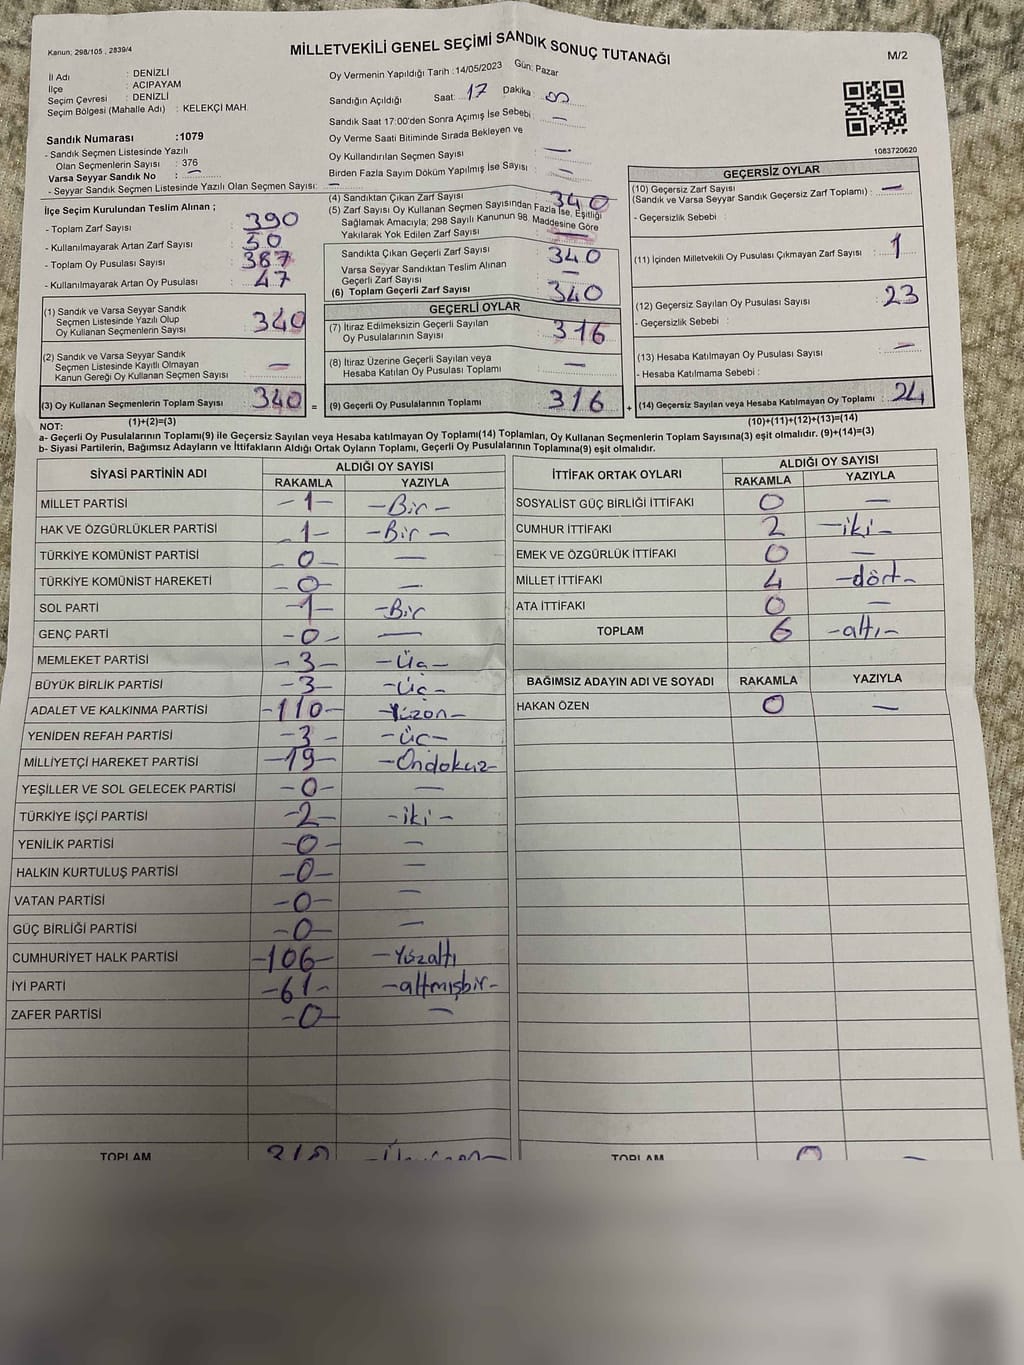 Kanun; 298/105 , 2839/4
MİLLETVEKİLİ GENEL SEÇİMİ SANDIK SONUÇ TUTANAĞI
M/2
İl Adı : DENİZLİ
İlçe : ACIPAYAM
Seçim Çevresi : DENİZLİ
Seçim Bölgesi (Mahalle Adı) : KELEKÇİ MAH.
Sandık Numarası :1079
- Sandık Seçmen Listesinde Yazılı
Olan Seçmenlerin Sayısı : 376
Varsa Seyyar Sandık No : —
- Seyyar Sandık Seçmen Listesinde Yazılı Olan Seçmen Sayısı: —
Oy Vermenin Yapıldığı Tarih :14/05/2023 Gün: Pazar
Sandığın Açıldığı Saat: 17 Dakika:
Sandık Saat 17:00'den Sonra Açımış İse Sebebi : —
Oy Verme Saati Bitiminde Sırada Bekleyen ve
Oy Kullandırılan Seçmen Sayısı : —
Birden Fazla Sayım Döküm Yapılmış İse Sayısı : —
1083720620
İlçe Seçim Kurulundan Teslim Alınan ;
- Toplam Zarf Sayısı : 390
- Kullanılmayarak Artan Zarf Sayısı : 50
- Toplam Oy Pusulası Sayısı : 387
- Kullanılmayarak Artan Oy Pusulası : 47
(1) Sandık ve Varsa Seyyar Sandık
Seçmen Listesinde Yazılı Olup
Oy Kullanan Seçmenlerin Sayısı : 340
(2) Sandık ve Varsa Seyyar Sandık
Seçmen Listesinde Kayıtlı Olmayan
Kanun Gereği Oy Kullanan Seçmen Sayısı : —
(3) Oy Kullanan Seçmenlerin Toplam Sayısı : 340 =
(1)+(2)=(3)
(4) Sandıktan Çıkan Zarf Sayısı : 340
(5) Zarf Sayısı Oy Kullanan Seçmen Sayısından Fazla İse, Eşitliği
Sağlamak Amacıyla; 298 Sayılı Kanunun 98. Maddesine Göre
Yakılarak Yok Edilen Zarf Sayısı : —
Sandıkta Çıkan Geçerli Zarf Sayısı : 340
Varsa Seyyar Sandıktan Teslim Alınan
Geçerli Zarf Sayısı : —
(6) Toplam Geçerli Zarf Sayısı : 340
GEÇERLİ OYLAR
(7) İtiraz Edilmeksizin Geçerli Sayılan
Oy Pusulalarının Sayısı : 316
(8) İtiraz Üzerine Geçerli Sayılan veya
Hesaba Katılan Oy Pusulası Toplamı : —
(9) Geçerli Oy Pusulalarının Toplamı : 316 +
GEÇERSİZ OYLAR
(10) Geçersiz Zarf Sayısı
(Sandık ve Varsa Seyyar Sandık Geçersiz Zarf Toplamı) : —
- Geçersizlik Sebebi :
(11) İçinden Milletvekili Oy Pusulası Çıkmayan Zarf Sayısı : 1
(12) Geçersiz Sayılan Oy Pusulası Sayısı : 23
- Geçersizlik Sebebi :
(13) Hesaba Katılmayan Oy Pusulası Sayısı : —
- Hesaba Katılmama Sebebi :
(14) Geçersiz Sayılan veya Hesaba Katılmayan Oy Toplamı : 24
(10)+(11)+(12)+(13)=(14)
NOT:
a- Geçerli Oy Pusulalarının Toplamı(9) ile Geçersiz Sayılan veya Hesaba katılmayan Oy Toplamı(14) Toplamları, Oy Kullanan Seçmenlerin Toplam Sayısına(3) eşit olmalıdır. (9)+(14)=(3)
b- Siyasi Partilerin, Bağımsız Adayların ve İttifakların Aldığı Ortak Oyların Toplamı, Geçerli Oy Pusulalarının Toplamına(9) eşit olmalıdır.
SİYASİ PARTİNİN ADI ALDIĞI OY SAYISI
RAKAMLA YAZIYLA
MİLLET PARTİSİ -1- -Bir-
HAK VE ÖZGÜRLÜKLER PARTİSİ -1- -Bir-
TÜRKİYE KOMÜNİST PARTİSİ -0- —
TÜRKİYE KOMÜNİST HAREKETİ -0- —
SOL PARTİ -1- -Bir
GENÇ PARTİ -0- —
MEMLEKET PARTİSİ -3- -Üç-
BÜYÜK BİRLİK PARTİSİ -3- -Üç-
ADALET VE KALKINMA PARTİSİ -110- -Yüzon-
YENİDEN REFAH PARTİSİ -3- -üç-
MİLLİYETÇİ HAREKET PARTİSİ -19- -Ondokuz-
YEŞİLLER VE SOL GELECEK PARTİSİ -0- —
TÜRKİYE İŞÇİ PARTİSİ -2- -iki-
YENİLİK PARTİSİ -0- —
HALKIN KURTULUŞ PARTİSİ -0- —
VATAN PARTİSİ -0- —
GÜÇ BİRLİĞİ PARTİSİ -0- —
CUMHURİYET HALK PARTİSİ -106- -Yüzaltı
İYİ PARTİ -61- -altmışbir-
ZAFER PARTİSİ -0- —
TOPLAM
İTTİFAK ORTAK OYLARI ALDIĞI OY SAYISI
RAKAMLA YAZIYLA
SOSYALİST GÜÇ BİRLİĞİ İTTİFAKI 0 —
CUMHUR İTTİFAKI 2 -iki-
EMEK VE ÖZGÜRLÜK İTTİFAKI 0 —
MİLLET İTTİFAKI 4 -dört-
ATA İTTİFAKI 0 —
TOPLAM 6 -altı-
BAĞIMSIZ ADAYIN ADI VE SOYADI RAKAMLA YAZIYLA
HAKAN ÖZEN 0 —
TOPLAM 0 —